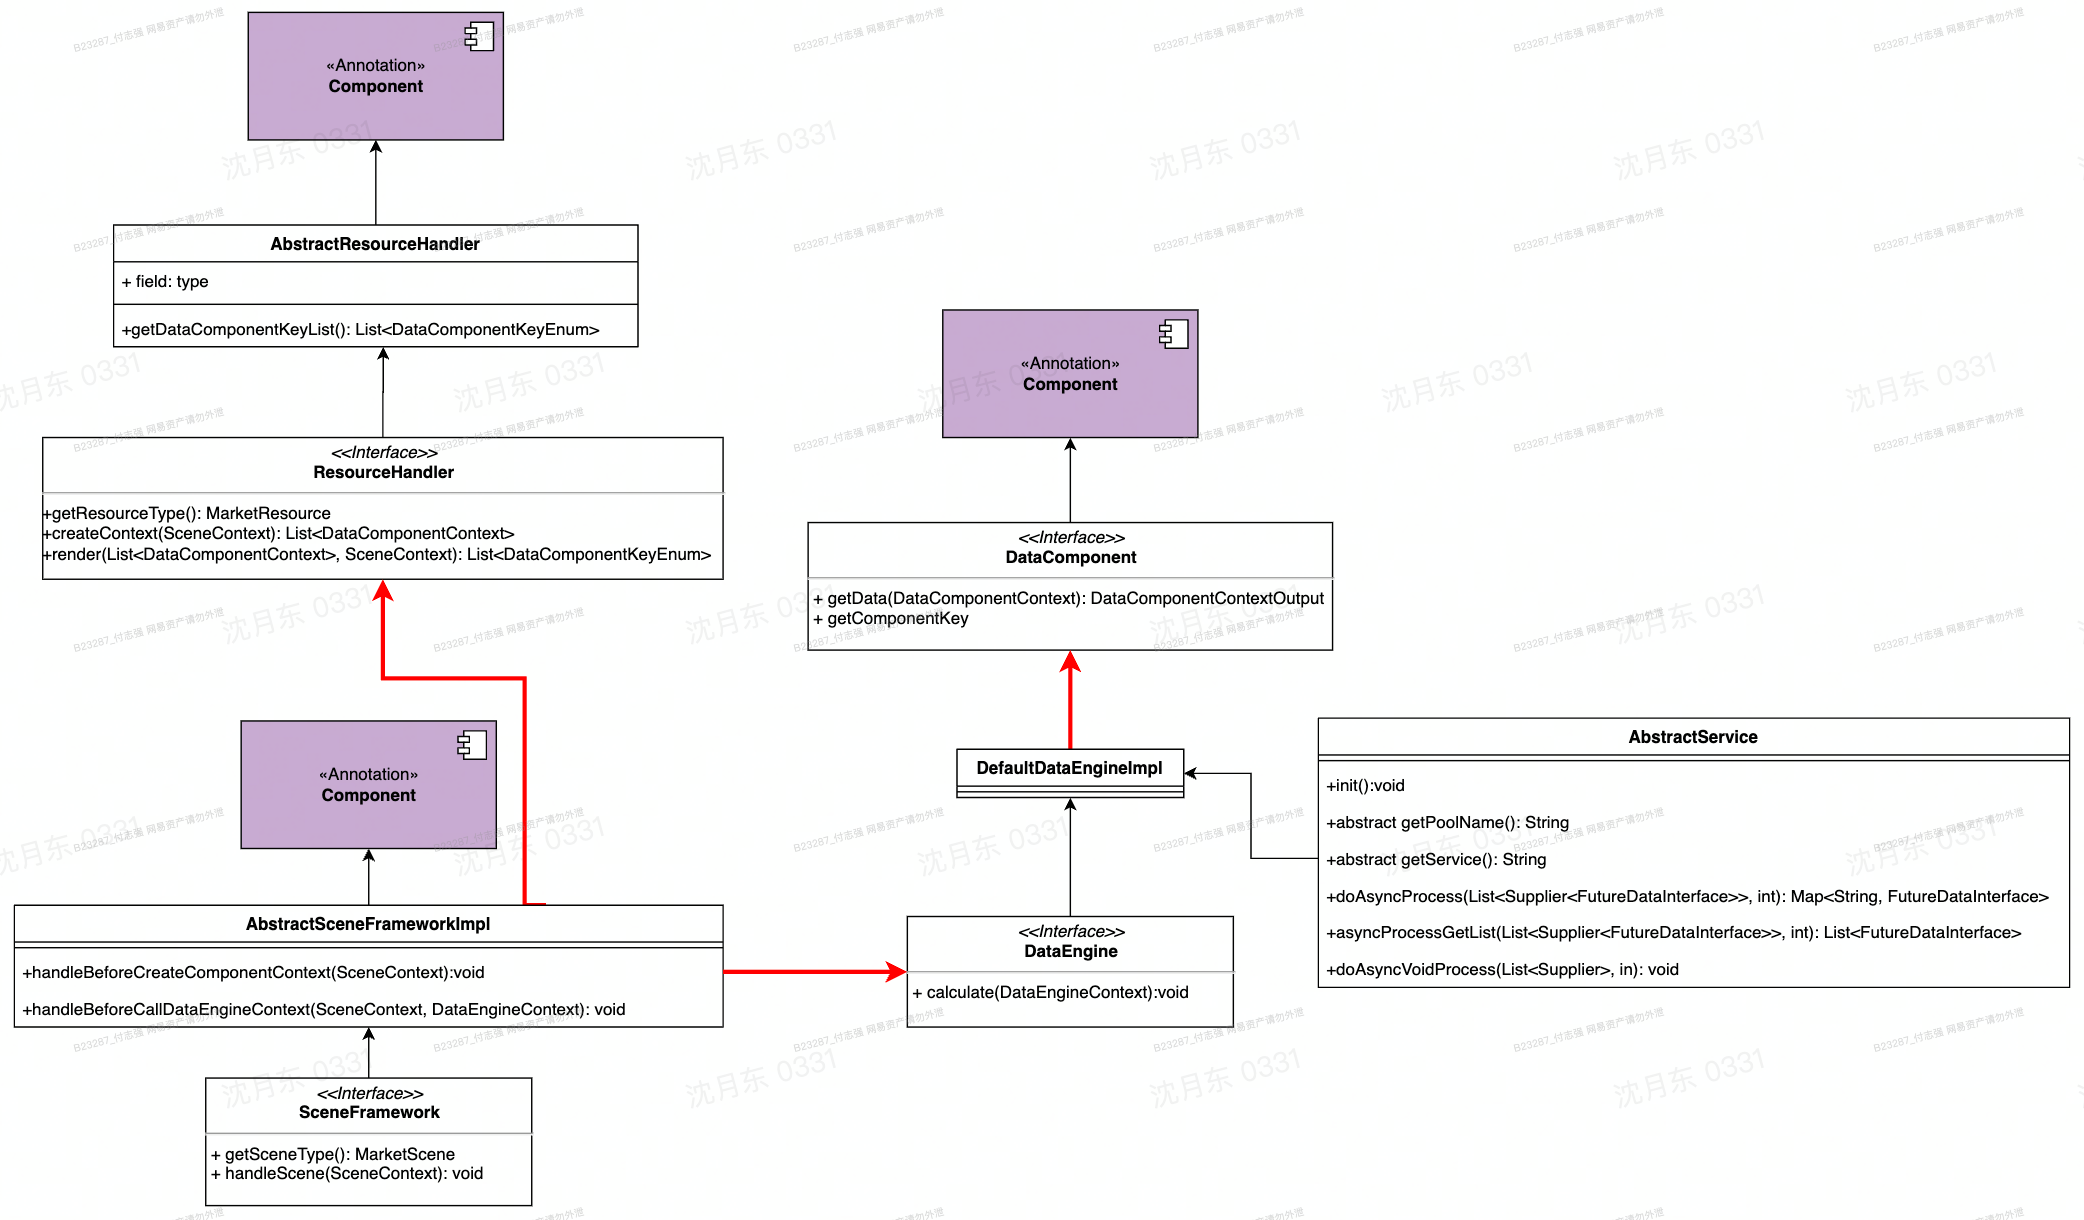 «Annotation»
Component
AbstractResourceHandler
+ field: type
+getDataComponentKeyList(): List<DataComponentKeyEnum>
<<Interface>>
ResourceHandler
+getResourceType(): MarketResource
+createContext(SceneContext): List<DataComponentContext>
+render(List<DataComponentContext>, SceneContext): List<DataComponentKeyEnum>
«Annotation»
Component
AbstractSceneFrameworkImpl
+handleBeforeCreateComponentContext(SceneContext):void
+handleBeforeCallDataEngineContext(SceneContext, DataEngineContext): void
<<Interface>>
SceneFramework
+ getSceneType(): MarketScene
+ handleScene(SceneContext): void
«Annotation»
Component
<<Interface>>
DataComponent
+ getData(DataComponentContext): DataComponentContextOutput
+ getComponentKey
DefaultDataEngineImpl
<<Interface>>
DataEngine
+ calculate(DataEngineContext):void
AbstractService
+init():void
+abstract getPoolName(): String
+abstract getService(): String
+doAsyncProcess(List<Supplier<FutureDataInterface>>, int): Map<String, FutureDataInterface>
+asyncProcessGetList(List<Supplier<FutureDataInterface>>, int): List<FutureDataInterface>
+doAsyncVoidProcess(List<Supplier>, in): void
沈月东 0331
B23287_付志强 网易资产请勿外泄